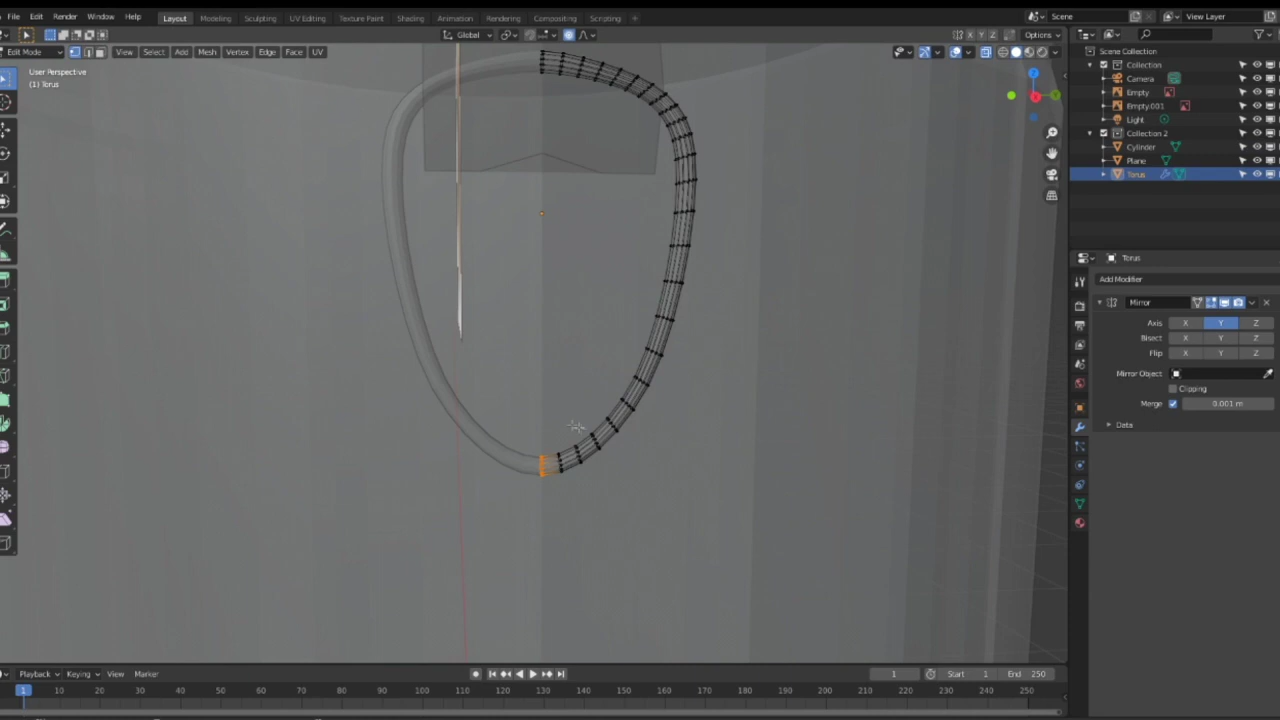 File Edit Render Window Help Layout Modeling Sculpting UV Editing Texture Paint Shading Animation Rendering Compositing Scripting + Scene View Layer
Global X Y Z Options
Edit Mode View Select Add Mesh Vertex Edge Face UV
User Perspective
(1) Torus
Scene Collection
Collection
Camera
Empty
Empty.001
Light
Collection 2
Cylinder
Plane
Torus
Torus
Add Modifier
Mirror
Axis X Y Z
Bisect X Y Z
Flip X Y Z
Mirror Object
Clipping
Merge 0.001 m
Data
Playback Keying View Marker 1 Start 1 End 250
1 10 20 30 40 50 60 70 80 90 100 110 120 130 140 150 160 170 180 190 200 210 220 230 240 250